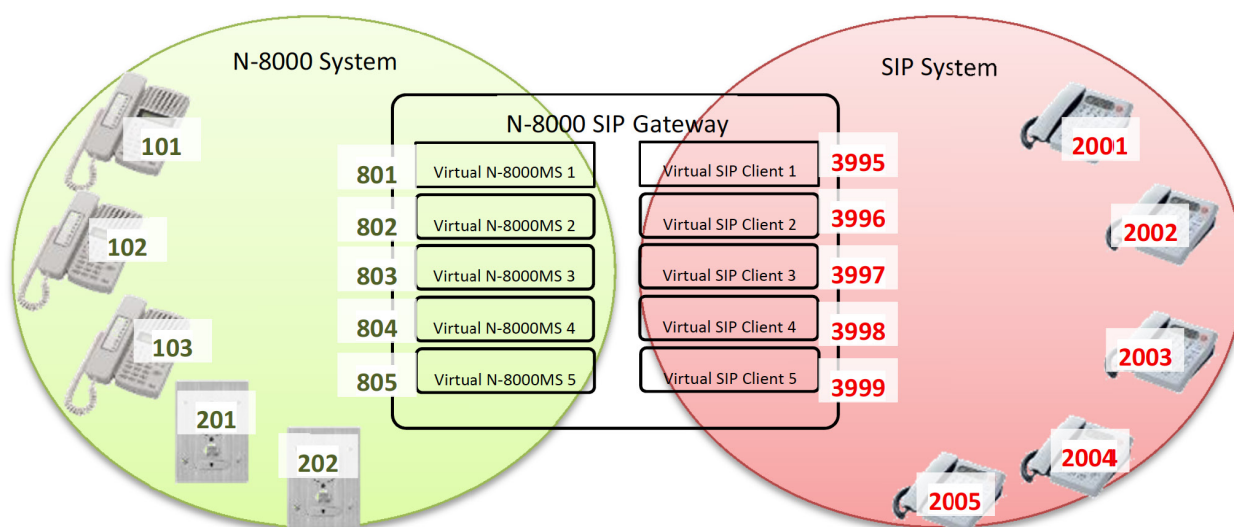 N-8000 System
SIP System
N-8000 SIP Gateway
101
102
103
201
202
801 Virtual N-8000MS 1 Virtual SIP Client 1 3995
802 Virtual N-8000MS 2 Virtual SIP Client 2 3996
803 Virtual N-8000MS 3 Virtual SIP Client 3 3997
804 Virtual N-8000MS 4 Virtual SIP Client 4 3998
805 Virtual N-8000MS 5 Virtual SIP Client 5 3999
2001
2002
2003
2004
2005